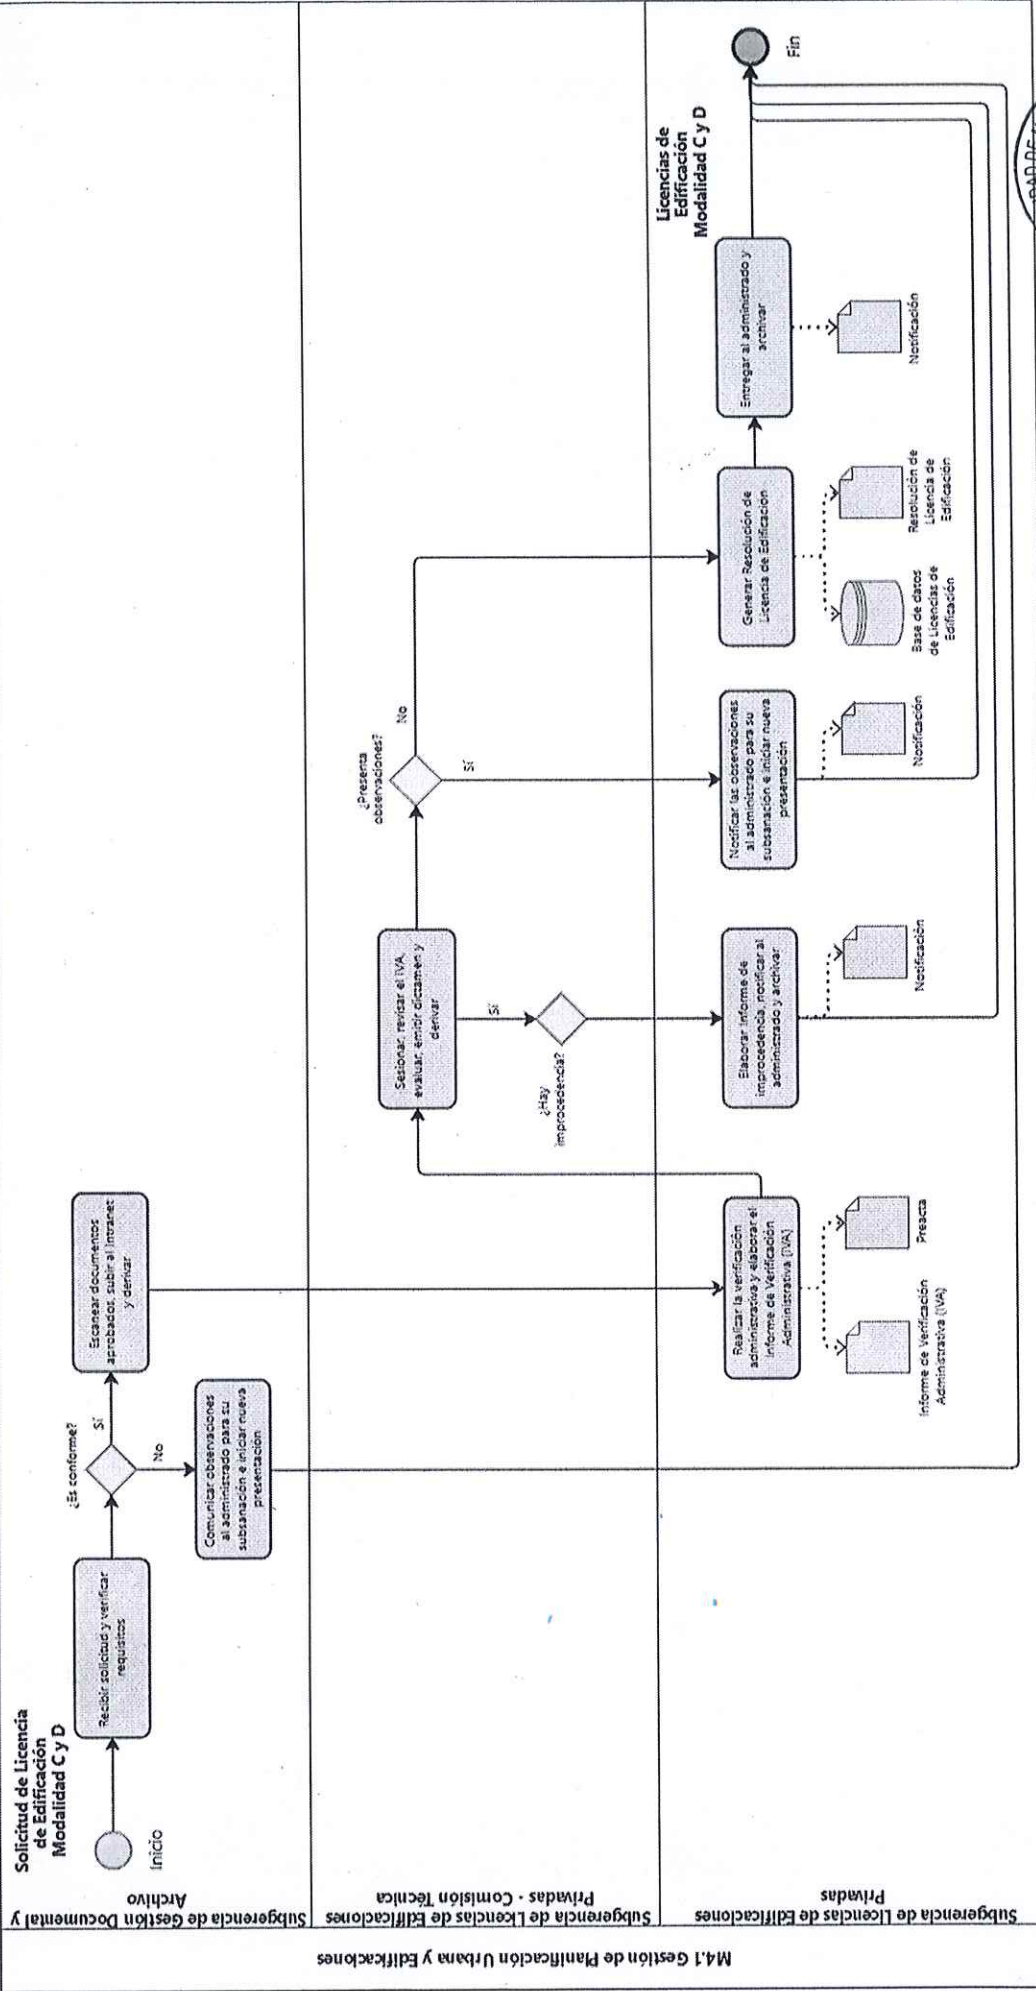 M4.1 Gestión de Planificación Urbana y Edificaciones
Subgerencia de Gestión Documental y
Archivo
Solicitud de Licencia
de Edificación
Modalidad C y D
Inicio
Recibir solicitud y verificar
requisitos
¿Es conforme?
Sí
No
Escanear documentos
aprobados, subir al Intranet
y derivar
Comunicar observaciones
al administrado para su
subsanación e iniciar nueva
presentación
Subgerencia de Licencias de Edificaciones
Privadas - Comisión Técnica
Sesionar, revisar el IVA,
evaluar, emitir dictamen y
derivar
Sí
¿Hay
improcedencia?
¿Presenta
observaciones?
No
Sí
Subgerencia de Licencias de Edificaciones
Privadas
Realizar la verificación
administrativa y elaborar el
Informe de Verificación
Administrativa (IVA)
Informe de Verificación
Administrativa (IVA)
Preacta
Elaborar Informe de
improcedencia, notificar al
administrado y archivar
Notificación
Notificar las observaciones
al administrado para su
subsanación e iniciar nueva
presentación
Notificación
Generar Resolución de
Licencia de Edificación
Base de datos
de Licencias de
Edificación
Resolución de
Licencia de
Edificación
Entregar al administrado y
archivar
Notificación
Licencias de
Edificación
Modalidad C y D
Fin